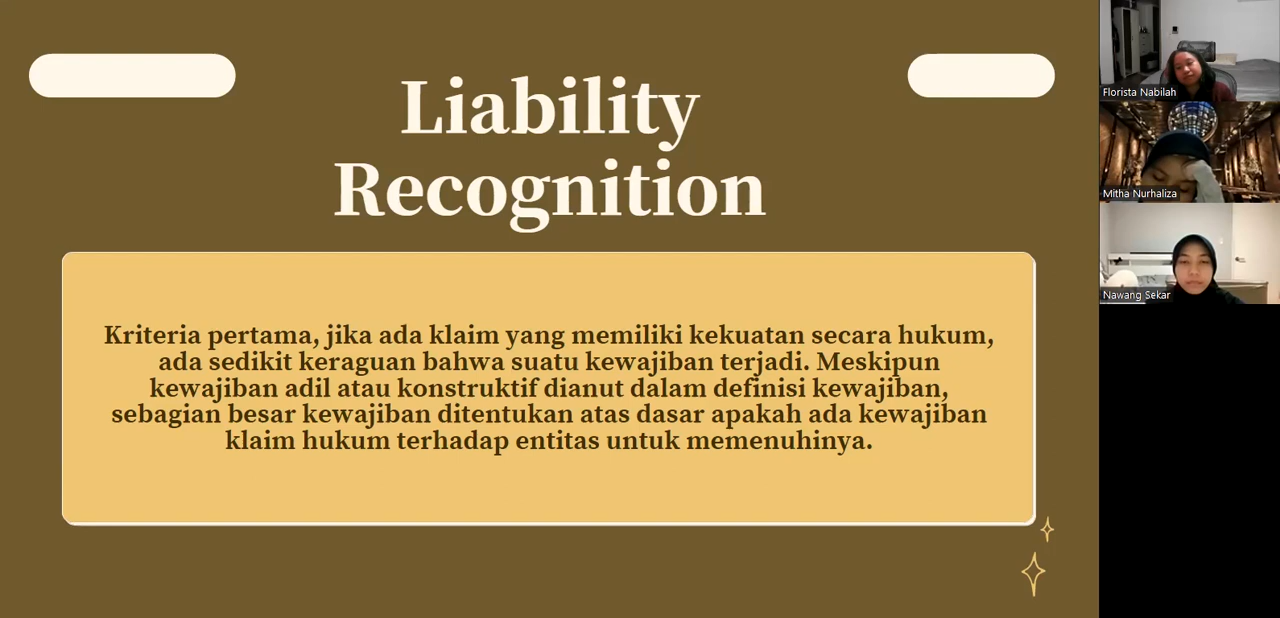 Liability
Recognition
Kriteria pertama, jika ada klaim yang memiliki kekuatan secara hukum,
ada sedikit keraguan bahwa suatu kewajiban terjadi. Meskipun
kewajiban adil atau konstruktif dianut dalam definisi kewajiban,
sebagian besar kewajiban ditentukan atas dasar apakah ada kewajiban
klaim hukum terhadap entitas untuk memenuhinya.
Florista Nabilah
Mitha Nurhaliza
Nawang Sekar